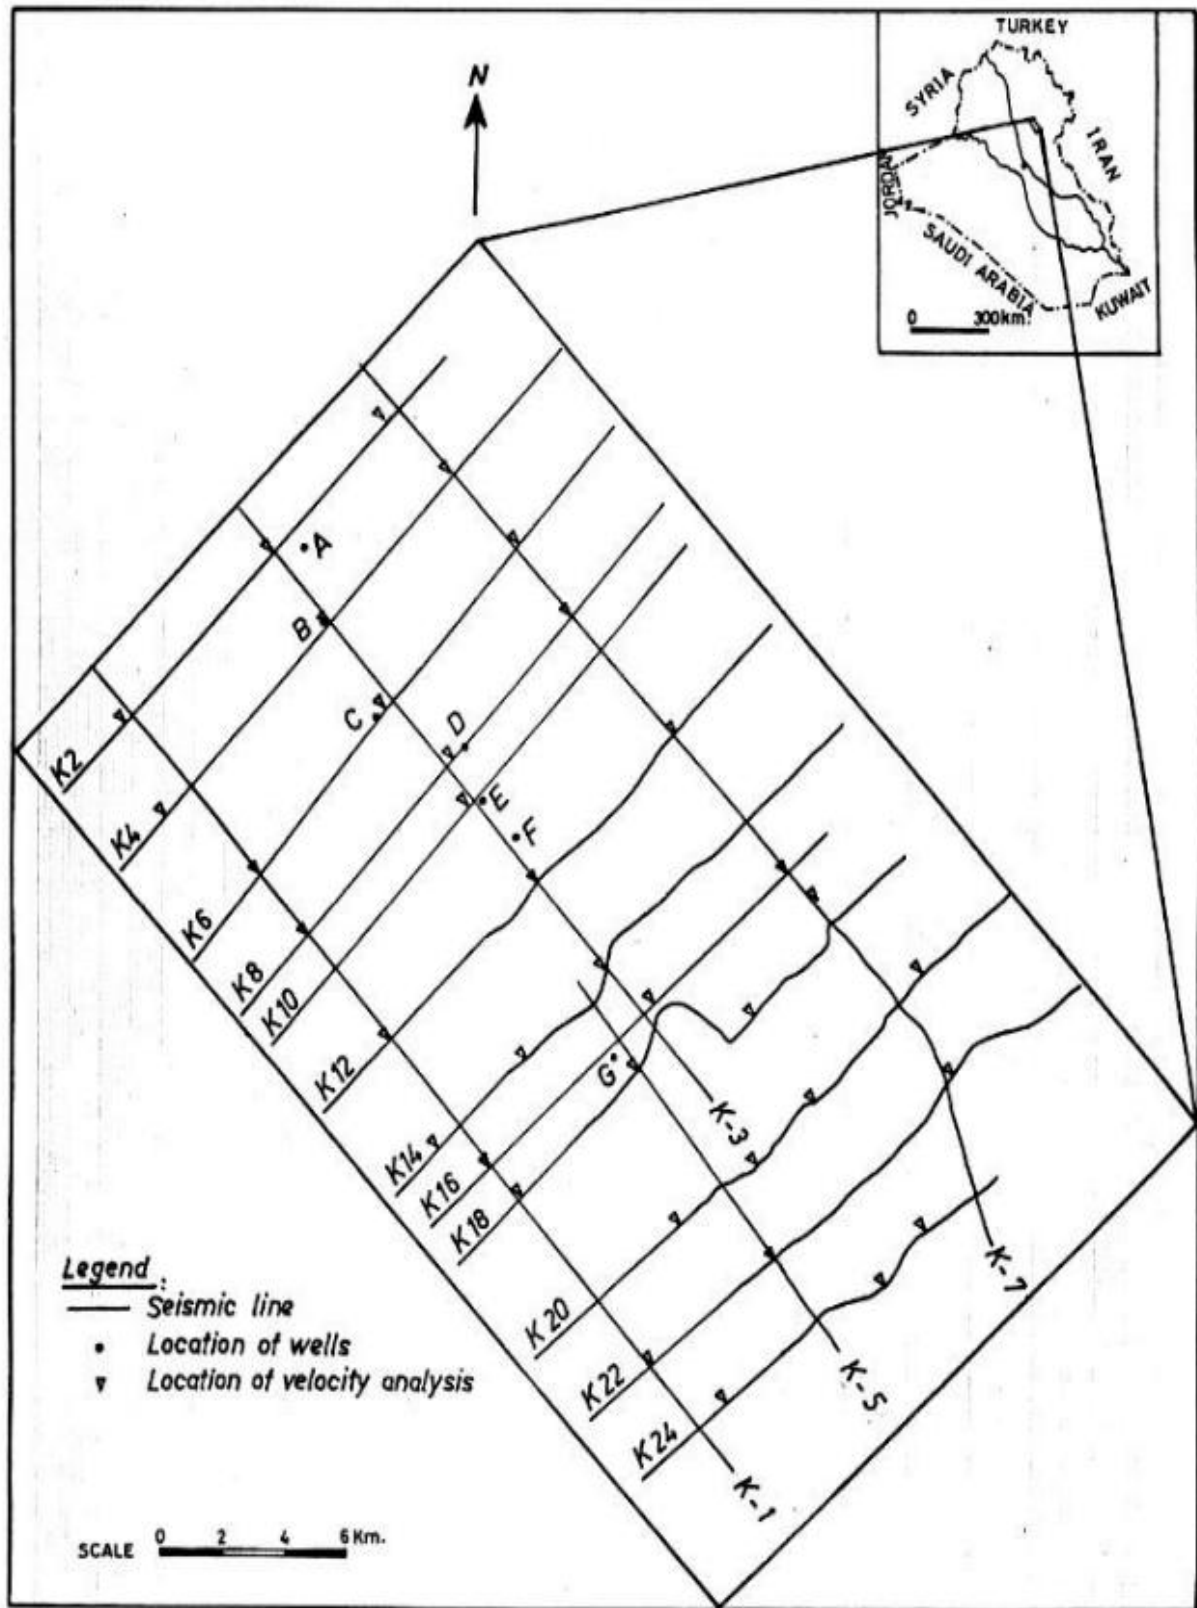 TURKEY
SYRIA
IRAN
JORDAN
SAUDI ARABIA
KUWAIT
0 300km.
N
A
B
C
D
E
F
G
K2
K4
K6
K8
K10
K12
K14
K16
K18
K20
K22
K24
K-3
K-7
K-5
K-1
Legend :
Seismic line
Location of wells
Location of velocity analysis
SCALE 0 2 4 6 Km.